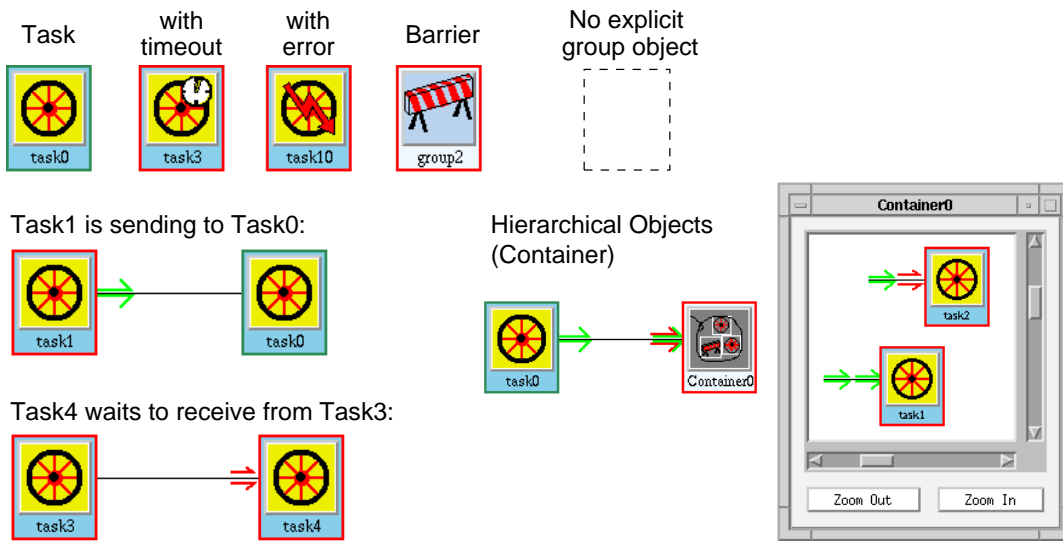 Task
with
timeout
with
error
Barrier
No explicit
group object
task0
task3
task10
group2
Task1 is sending to Task0:
task1
task0
Hierarchical Objects
(Container)
task0
Container0
Container0
task2
task1
Zoom Out
Zoom In
Task4 waits to receive from Task3:
task3
task4